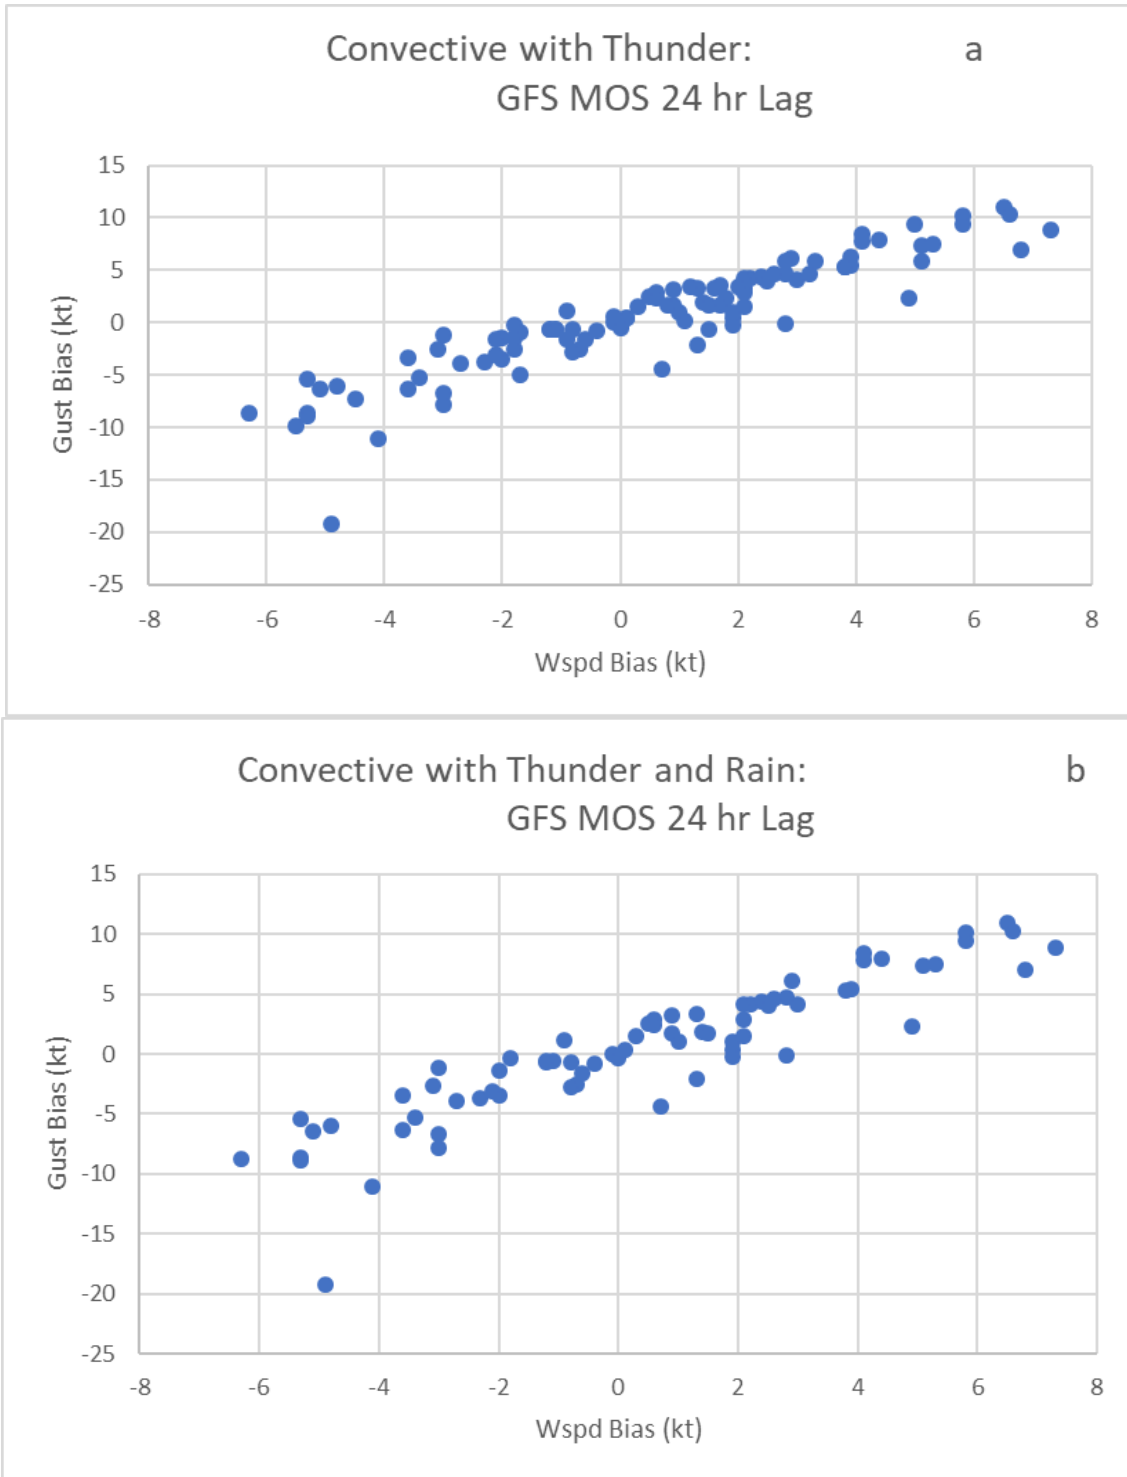 Convective with Thunder: a
GFS MOS 24 hr Lag
15
10
5
0
-5
-10
-15
-20
-25
-8 -6 -4 -2 0 2 4 6 8
Gust Bias (kt)
Wspd Bias (kt)
Convective with Thunder and Rain: b
GFS MOS 24 hr Lag
15
10
5
0
-5
-10
-15
-20
-25
-8 -6 -4 -2 0 2 4 6 8
Gust Bias (kt)
Wspd Bias (kt)